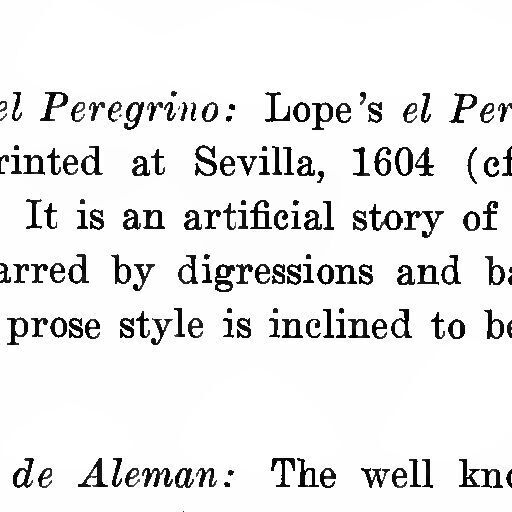 el Peregrino: Lope's el Per
rinted at Sevilla, 1604 (cf
It is an artificial story of
arred by digressions and ba
prose style is inclined to be
de Aleman: The well kno